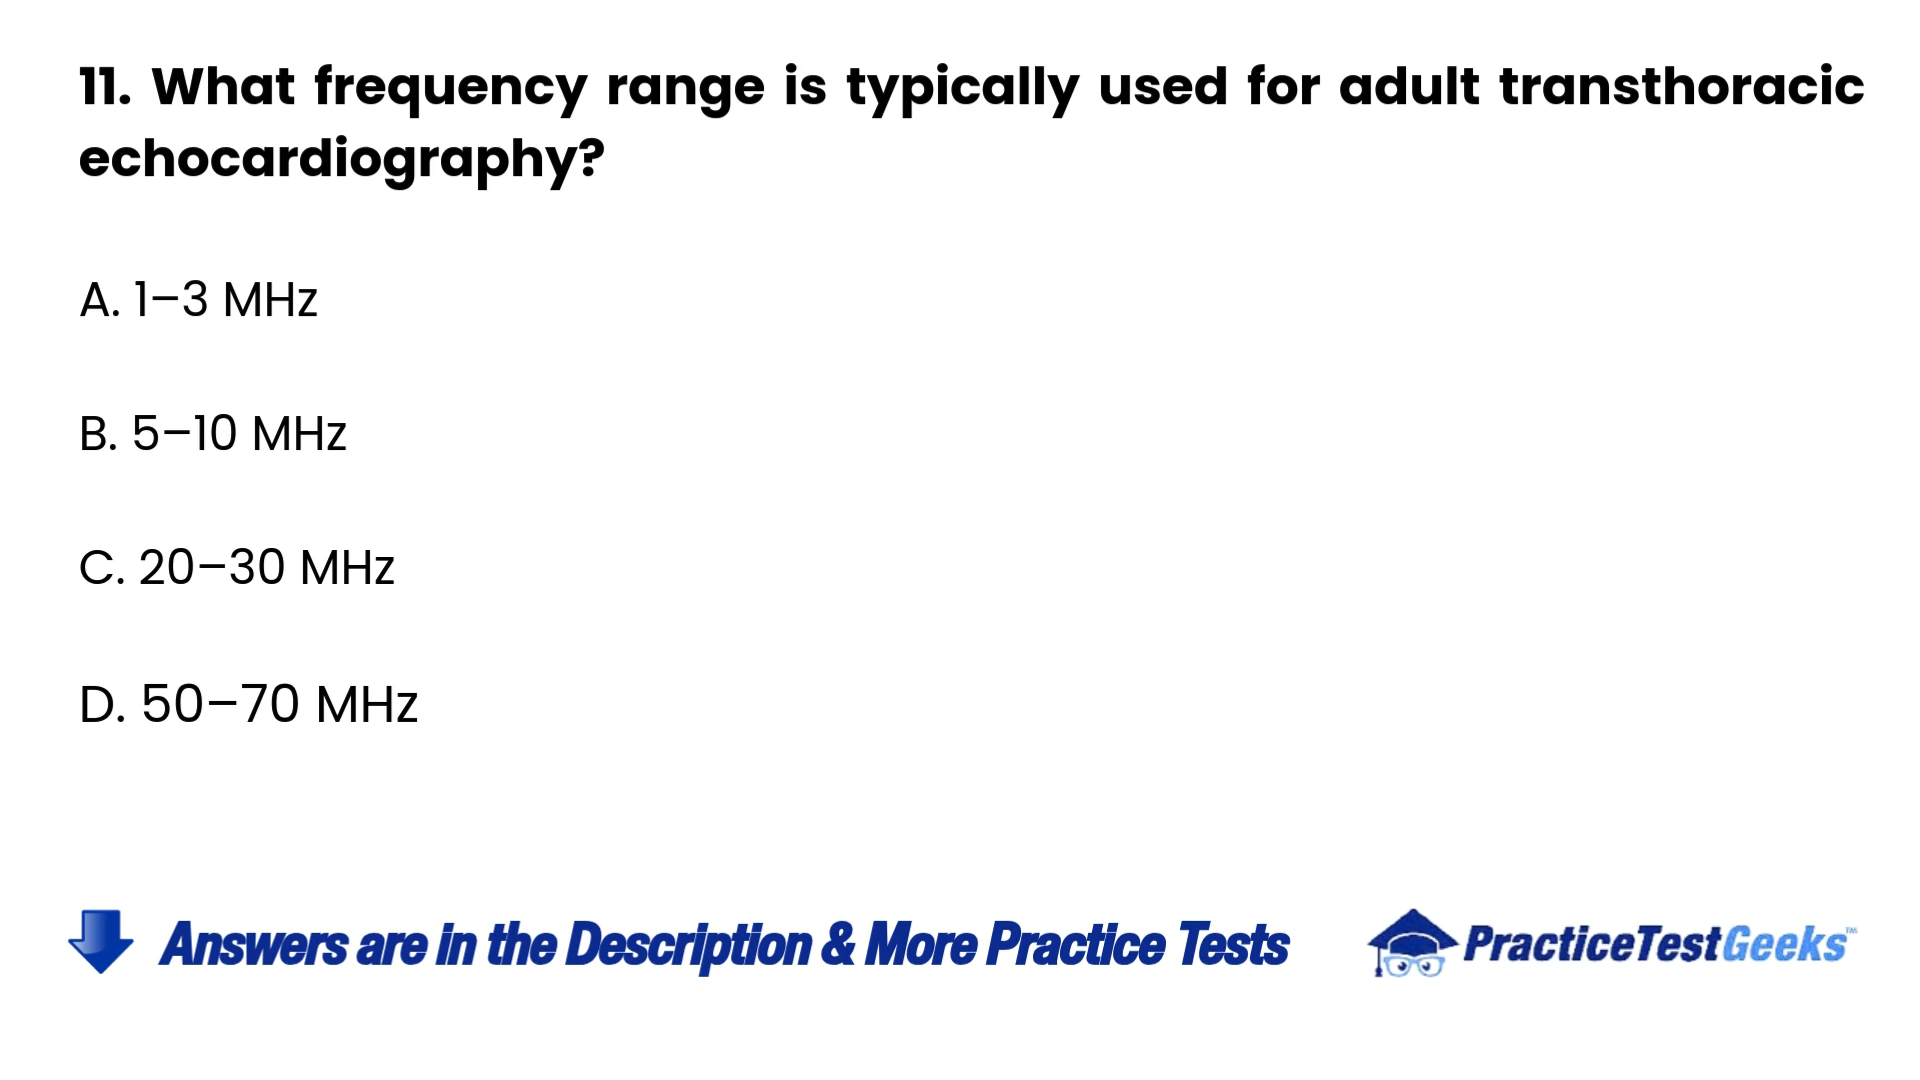 11. What frequency range is typically used for adult transthoracic
echocardiography?
A. 1–3 MHz
B. 5–10 MHz
C. 20–30 MHz
D. 50–70 MHz
Answers are in the Description & More Practice Tests
PracticeTestGeeks™